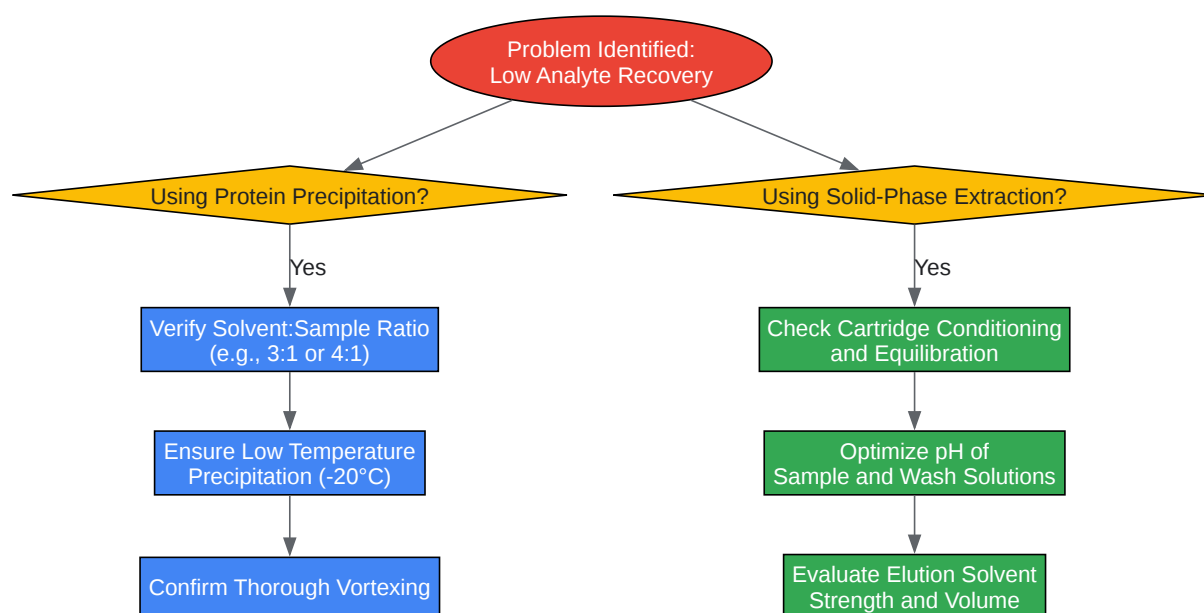 Problem Identified:
Low Analyte Recovery
Using Protein Precipitation?
Using Solid-Phase Extraction?
Yes
Yes
Verify Solvent:Sample Ratio
(e.g., 3:1 or 4:1)
Check Cartridge Conditioning
and Equilibration
Ensure Low Temperature
Precipitation (-20°C)
Optimize pH of
Sample and Wash Solutions
Confirm Thorough Vortexing
Evaluate Elution Solvent
Strength and Volume